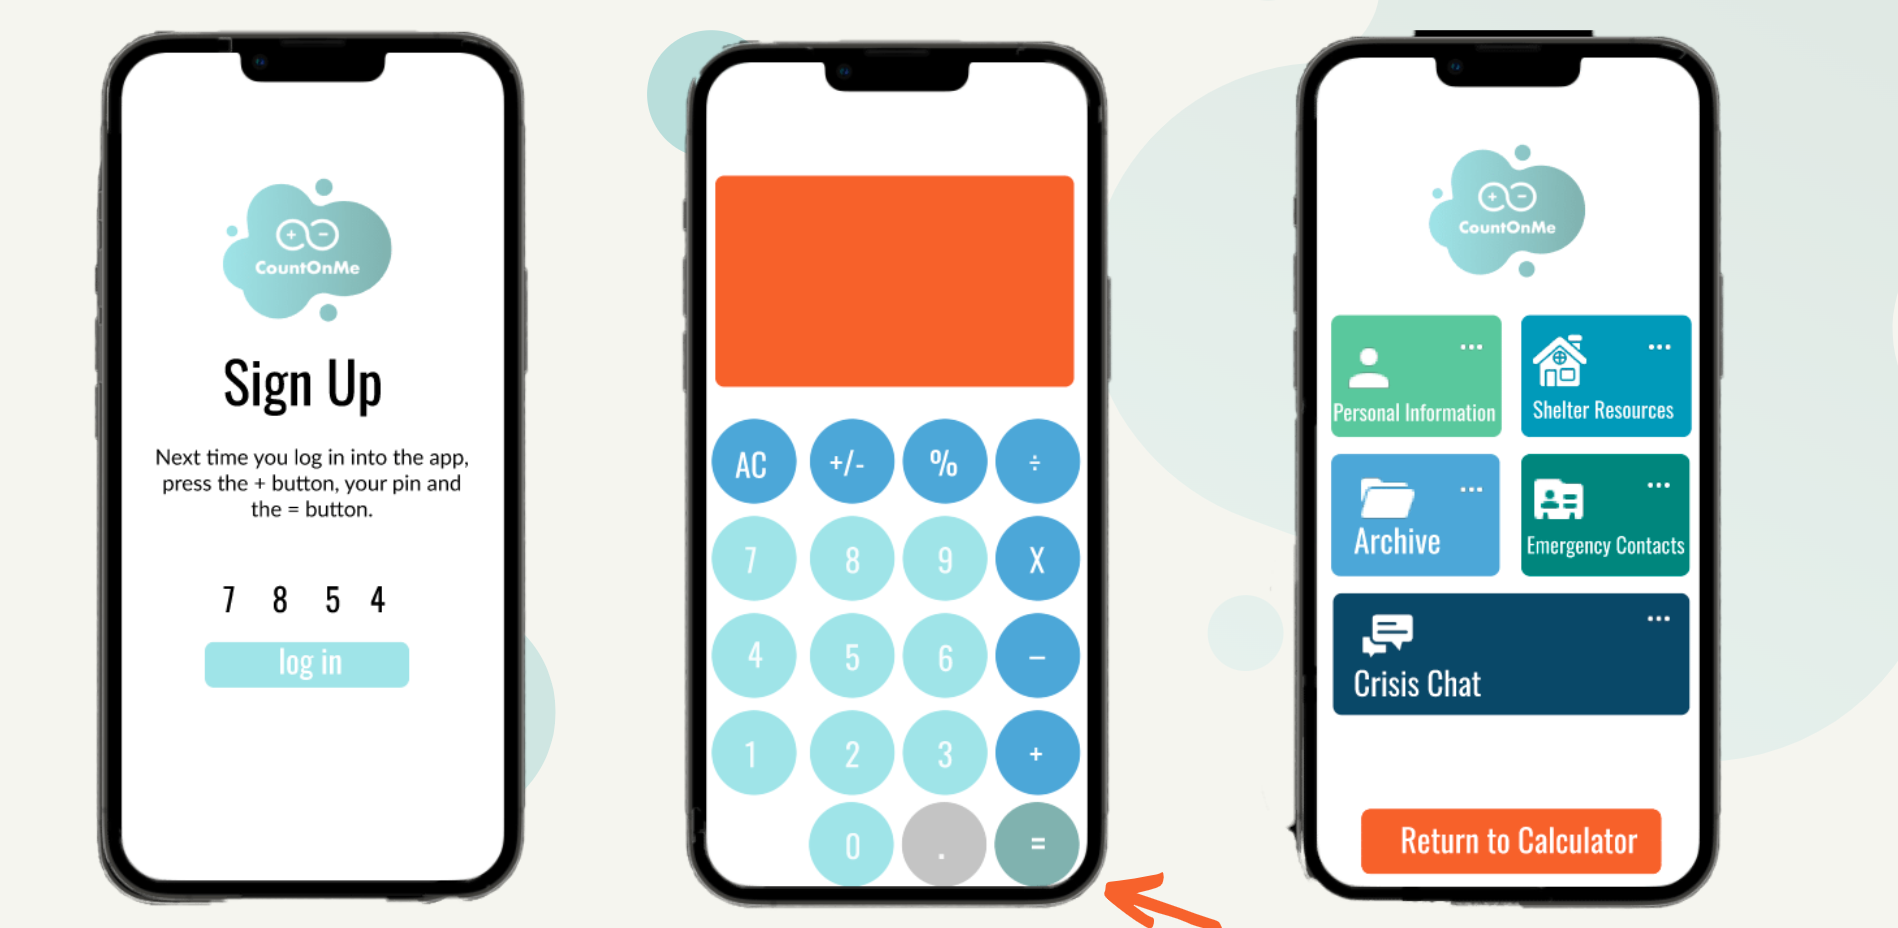 CountOnMe
Sign Up
Next time you log in into the app,
press the + button, your pin and
the = button.
7 8 5 4
log in
AC +/- % ÷
7 8 9 X
4 5 6 –
1 2 3 +
0 . =
CountOnMe
Personal Information
Shelter Resources
Archive
Emergency Contacts
Crisis Chat
Return to Calculator